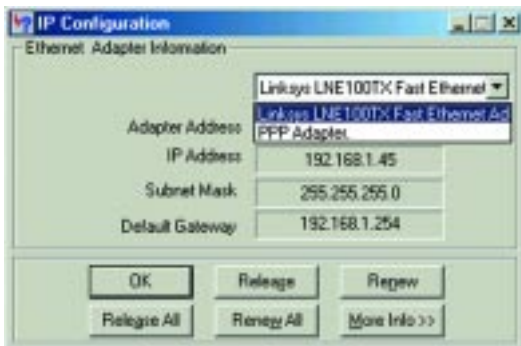 IP Configuration
Ethernet Adapter Information
Linksys LNE100TX Fast Ethernet
Linksys LNE100TX Fast Ethernet Ad
PPP Adapter.
Adapter Address
IP Address 192.168.1.45
Subnet Mask 255.255.255.0
Default Gateway 192.168.1.254
OK Release Renew
Release All Renew All More Info >>